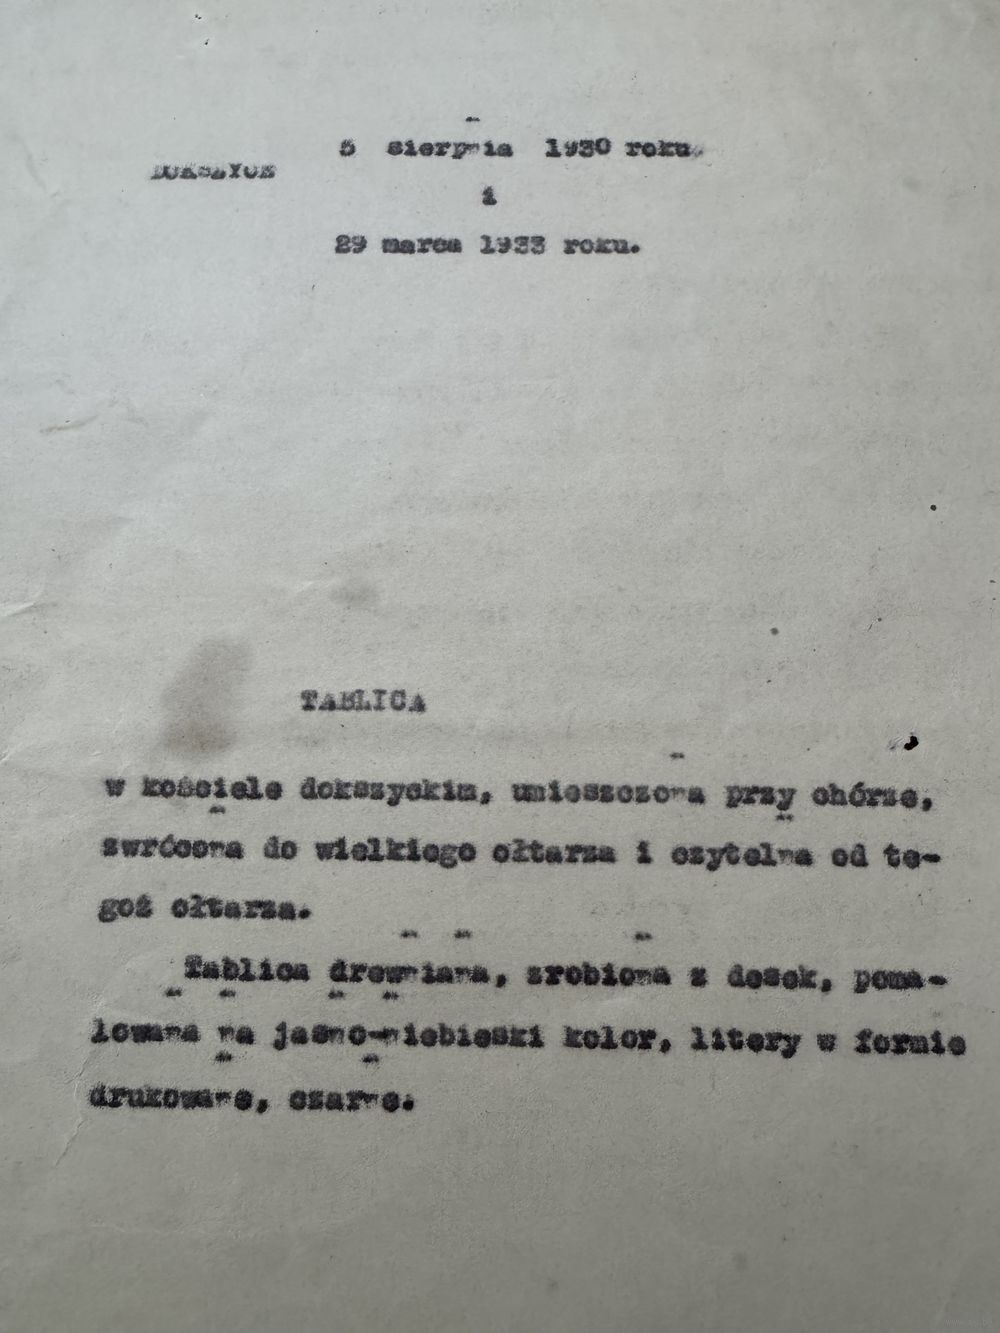 5 sierpnia 1930 roku.
DOKSZYCE
i
29 marca 1933 roku.
TABLICA
w kościele dokszyckim, umieszczona przy chórze,
zwrócona do wielkiego ołtarza i czytelna od te-
goż ołtarza.
Tablica drewniana, zrobiona z desek, poma-
lowana na jasno-niebieski kolor, litery w formie
drukowane, czarne.